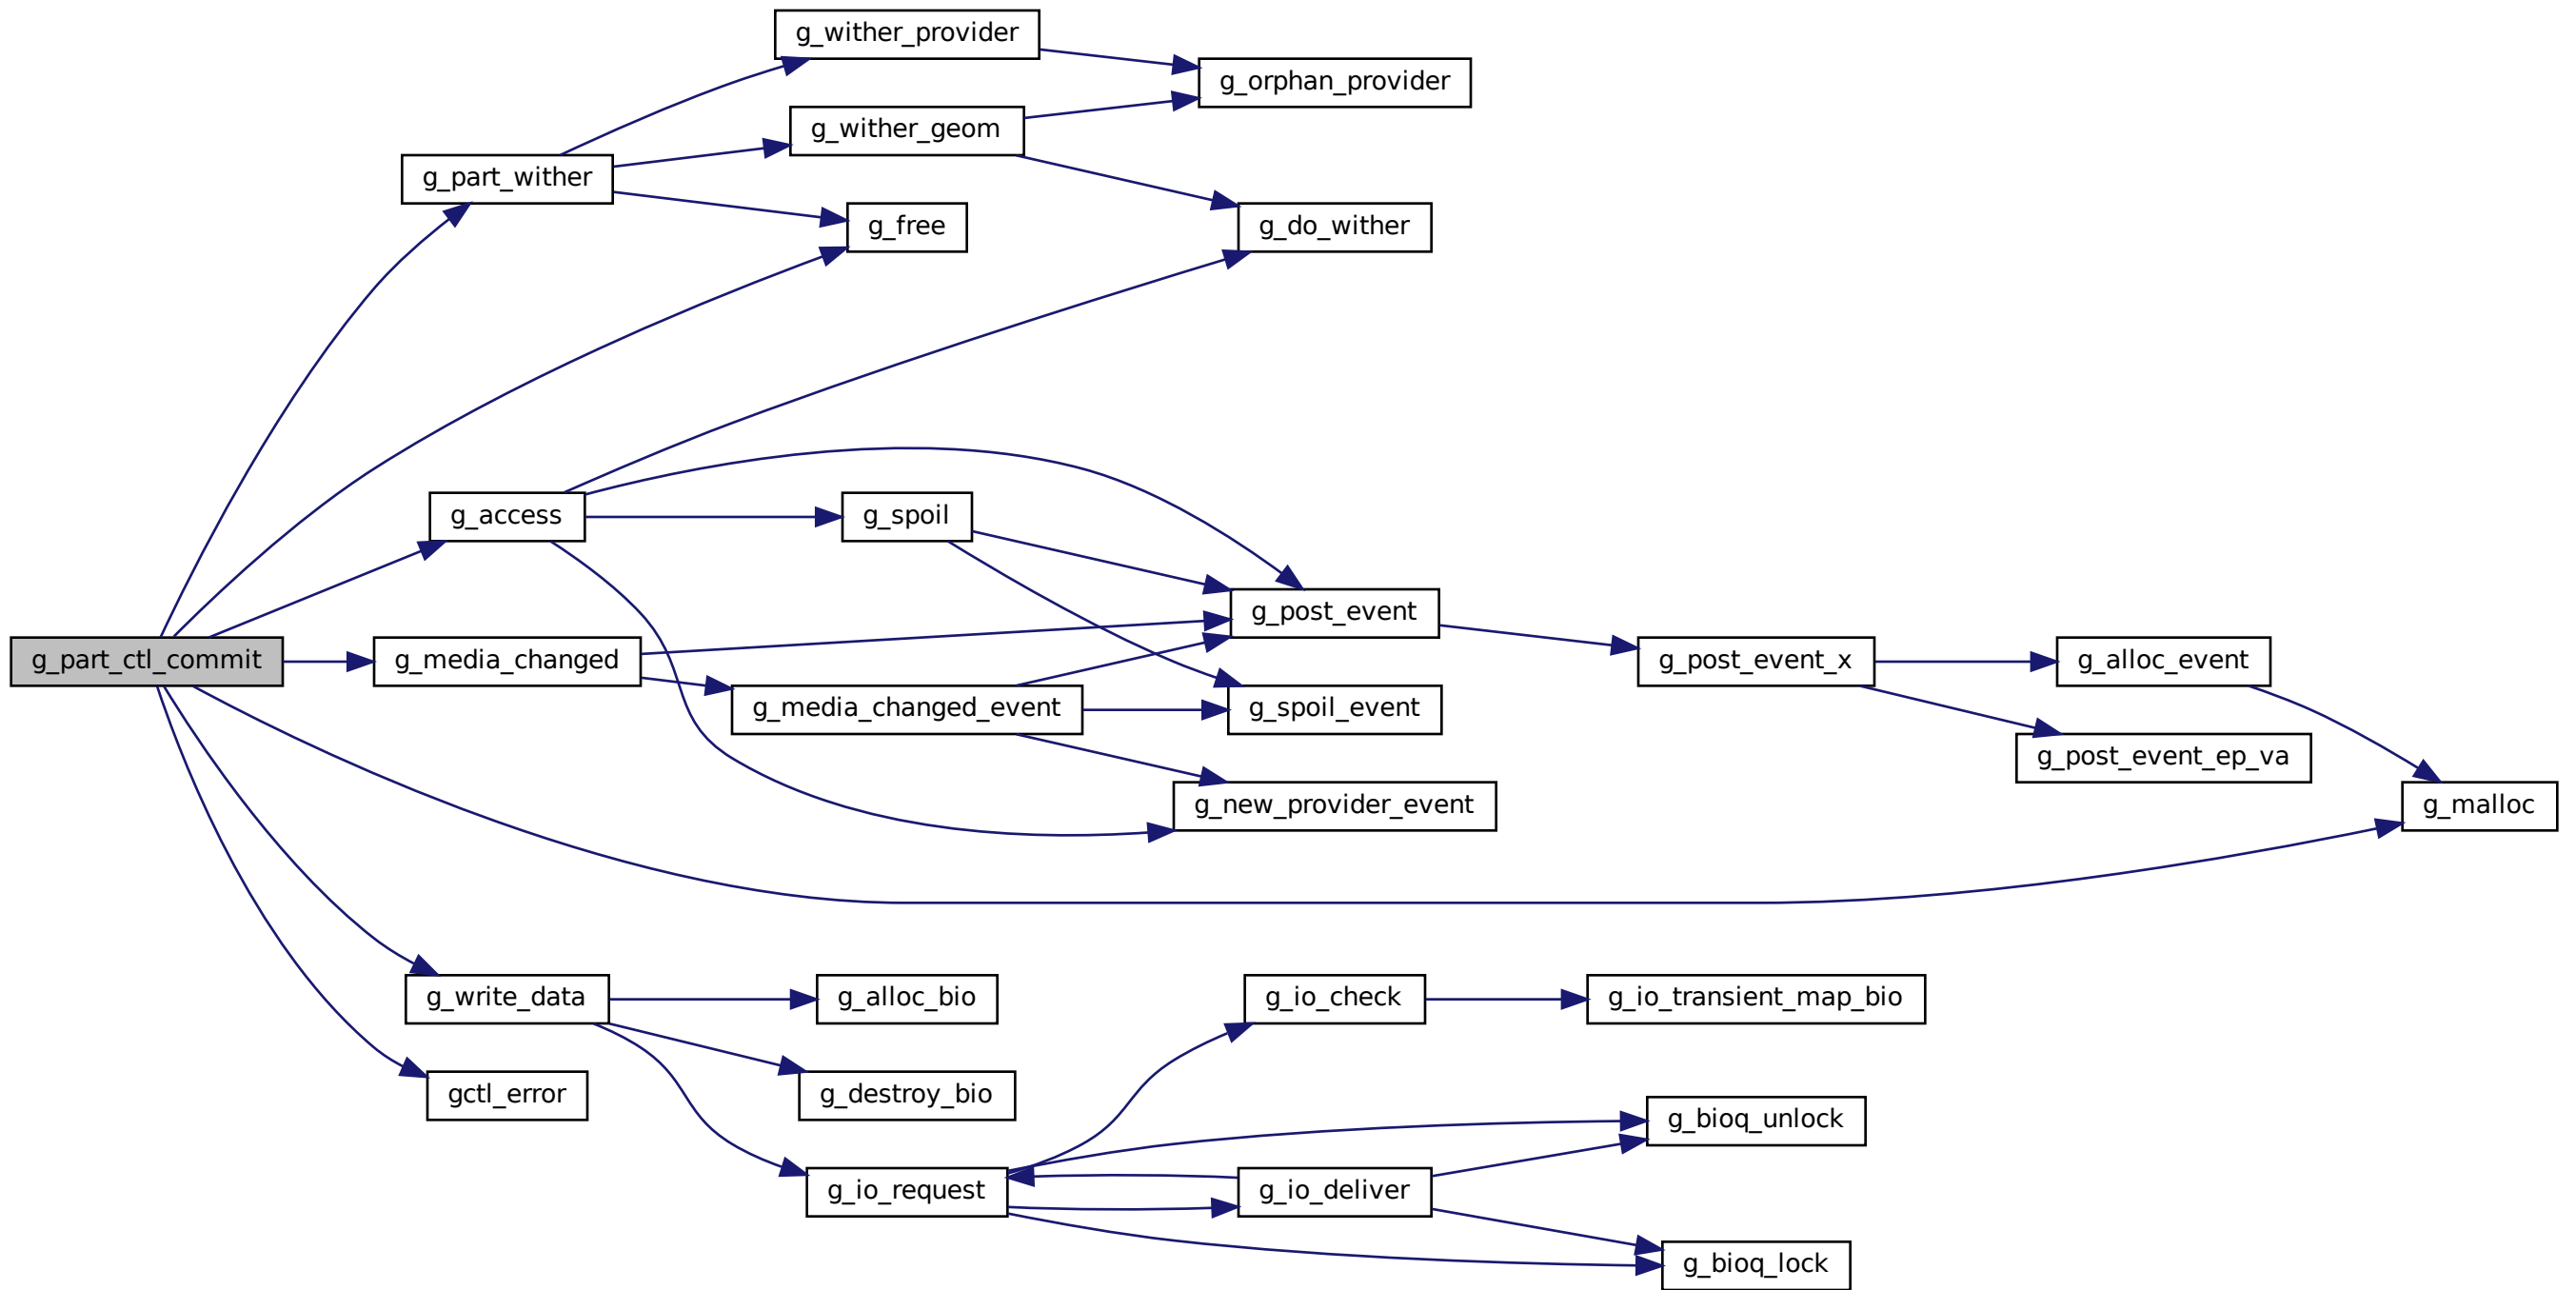 g_wither_provider
g_orphan_provider
g_wither_geom
g_part_wither
g_free
g_do_wither
g_access
g_spoil
g_post_event
g_part_ctl_commit
g_media_changed
g_post_event_x
g_alloc_event
g_media_changed_event
g_spoil_event
g_post_event_ep_va
g_new_provider_event
g_malloc
g_write_data
g_alloc_bio
g_io_check
g_io_transient_map_bio
gctl_error
g_destroy_bio
g_bioq_unlock
g_io_request
g_io_deliver
g_bioq_lock